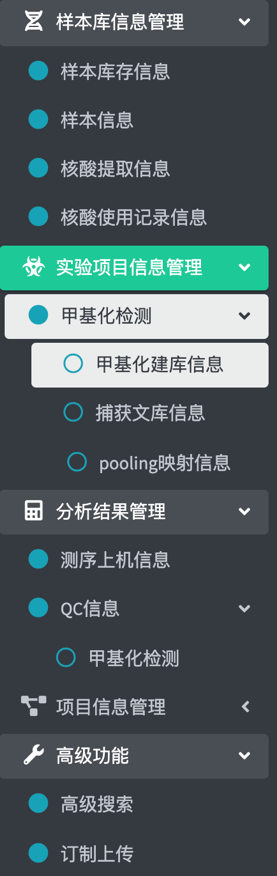 样本库信息管理
样本库存信息
样本信息
核酸提取信息
核酸使用记录信息
实验项目信息管理
甲基化检测
甲基化建库信息
捕获文库信息
pooling映射信息
分析结果管理
测序上机信息
QC信息
甲基化检测
项目信息管理
高级功能
高级搜索
订制上传